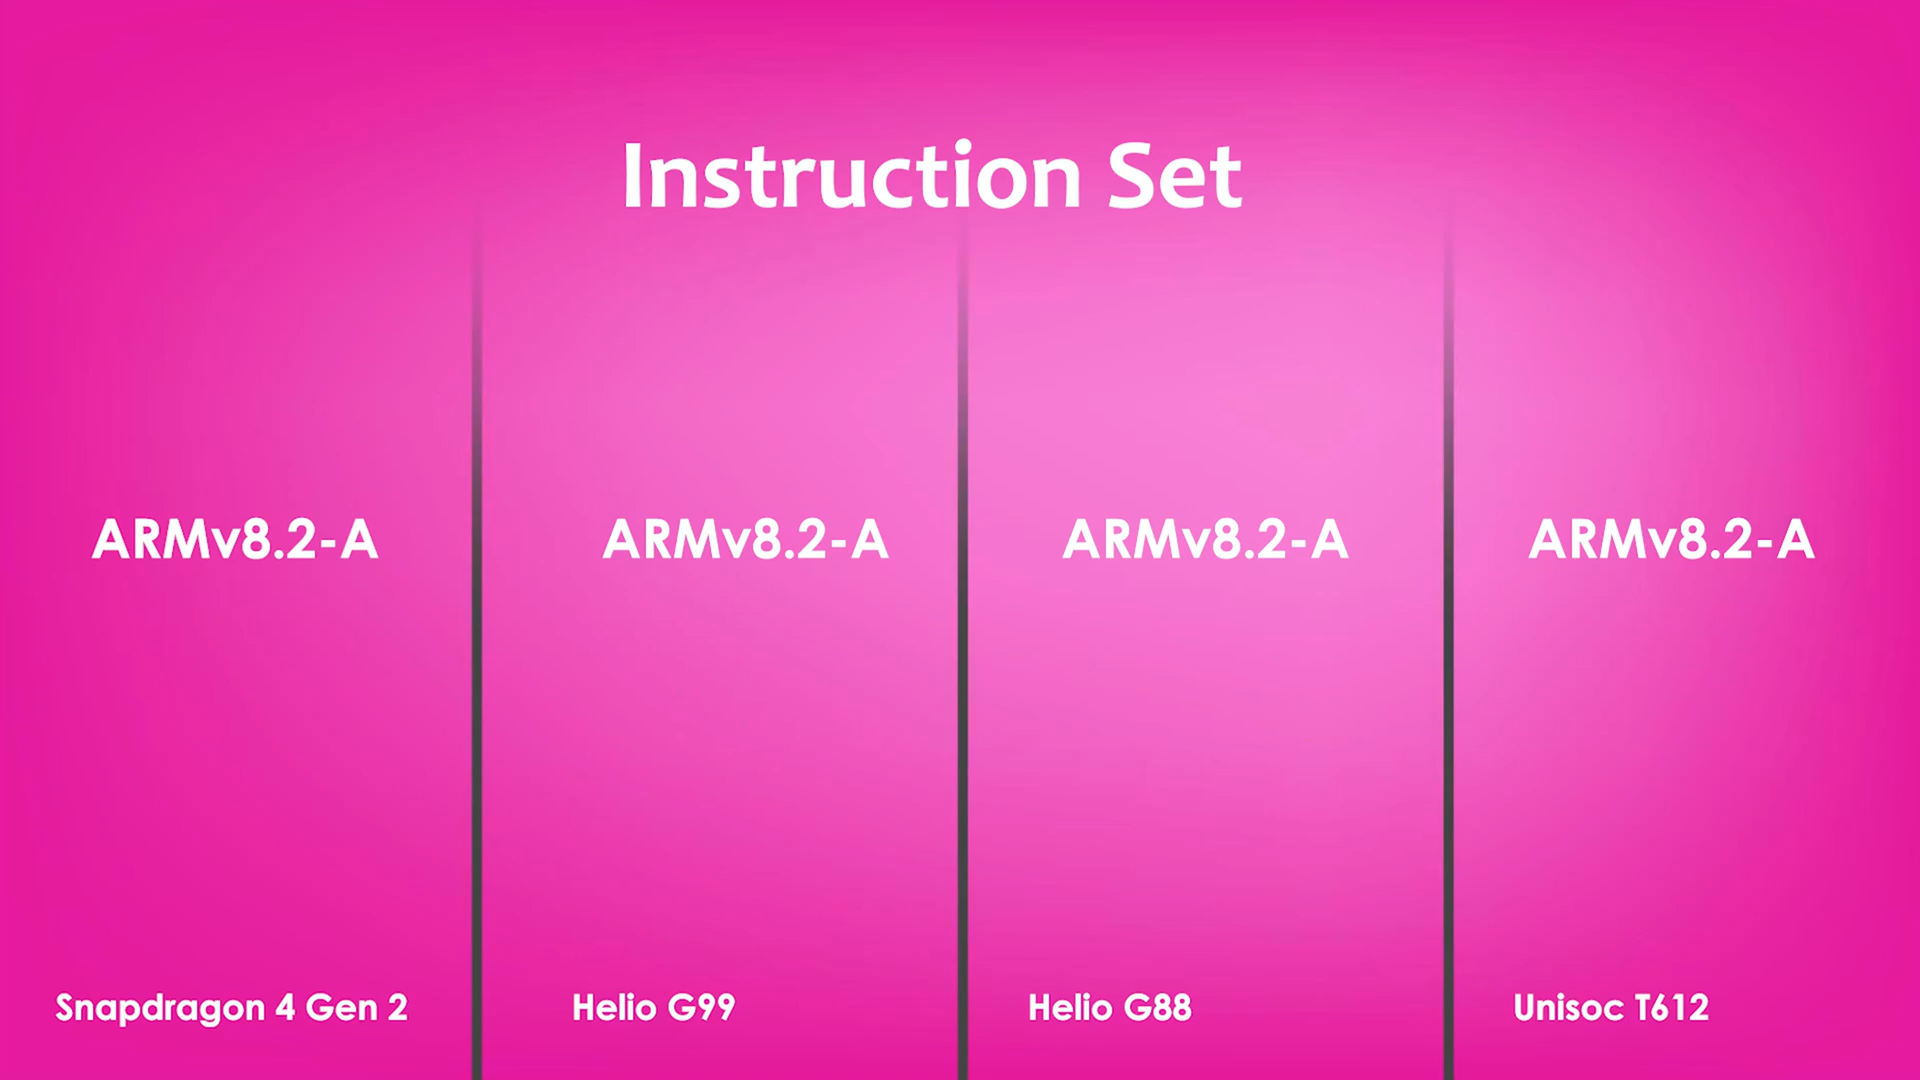 Instruction Set
ARMv8.2-A
ARMv8.2-A
ARMv8.2-A
ARMv8.2-A
Snapdragon 4 Gen 2
Helio G99
Helio G88
Unisoc T612